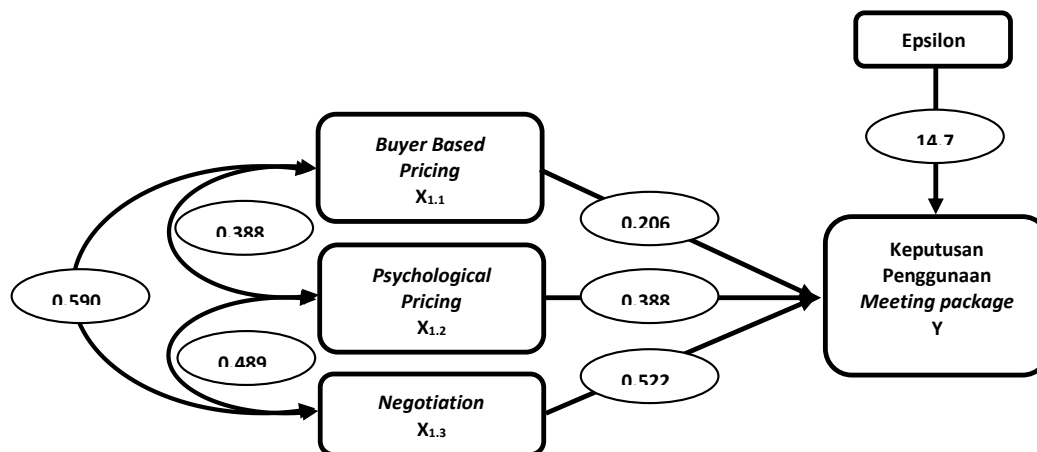 Epsilon
14.7
Buyer Based
Pricing
X1.1
0.388
0.206
Keputusan
Penggunaan
Meeting package
Y
Psychological
Pricing
X1.2
0.590
0.388
0.489
0.522
Negotiation
X1.3